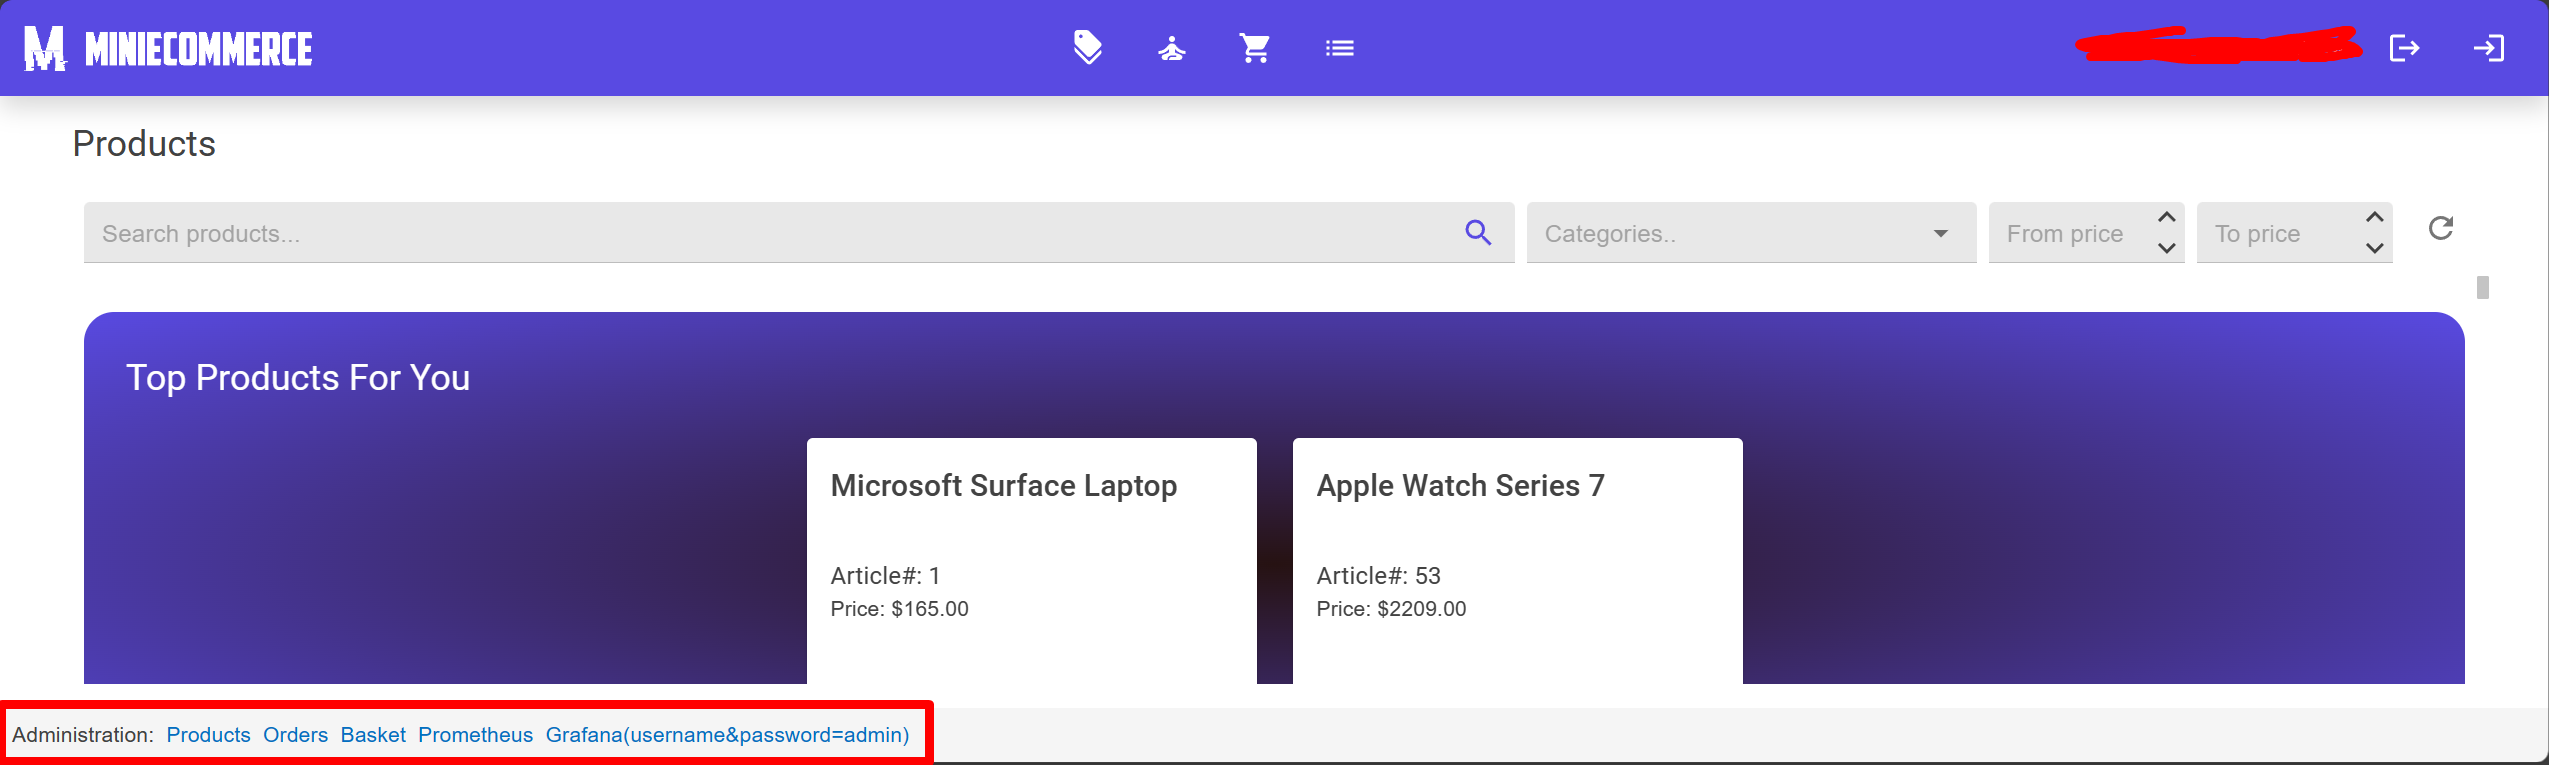 M MINIECOMMERCE
Products
Search products...
Categories..
From price
To price
Top Products For You
Microsoft Surface Laptop
Article#: 1
Price: $165.00
Apple Watch Series 7
Article#: 53
Price: $2209.00
Administration: Products Orders Basket Prometheus Grafana(username&password=admin)